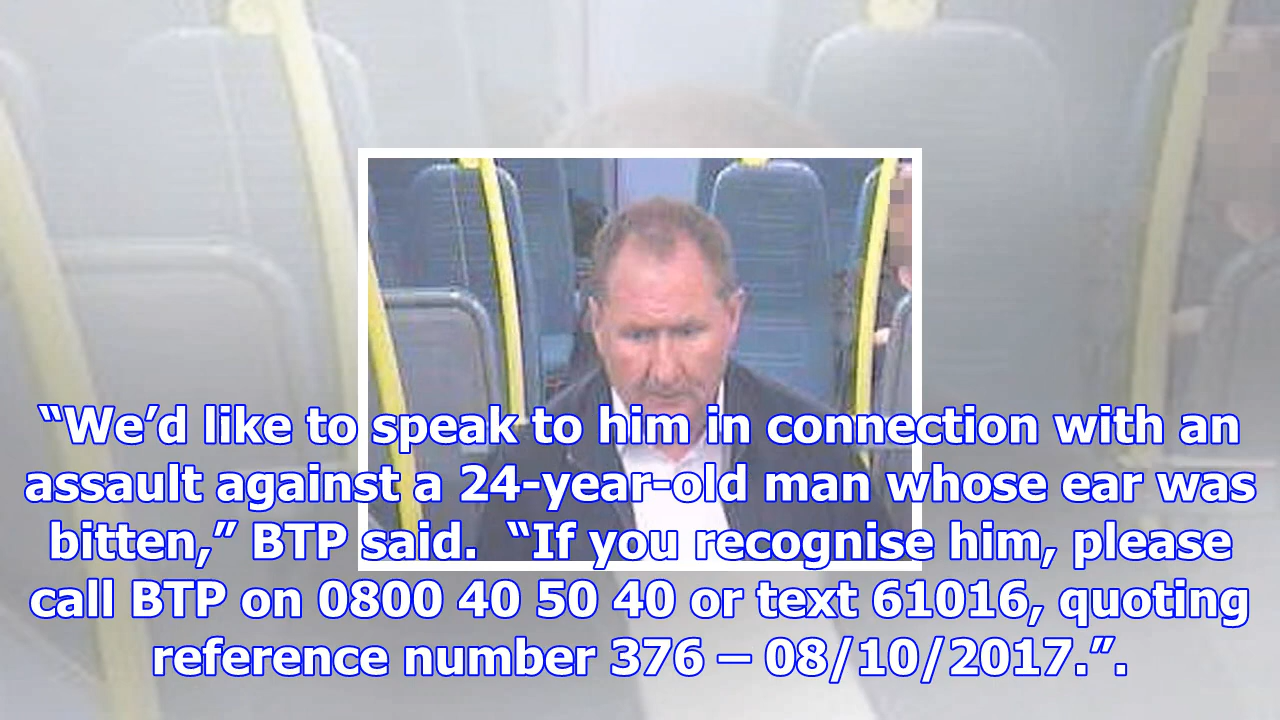 “We’d like to speak to him in connection with an
assault against a 24-year-old man whose ear was
bitten,” BTP said.  “If you recognise him, please
call BTP on 0800 40 50 40 or text 61016, quoting
reference number 376 – 08/10/2017.”.